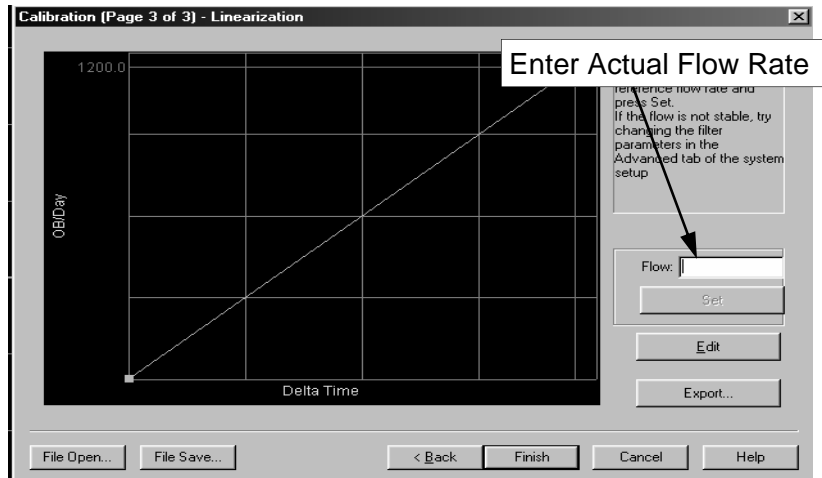 Calibration (Page 3 of 3) - Linearization
Enter Actual Flow Rate
1200.0
reference flow rate and
press Set.
If the flow is not stable, try
changing the filter
parameters in the
Advanced tab of the system
setup
OB/Day
Flow:
Set
Edit
Delta Time
Export...
File Open...
File Save...
< Back
Finish
Cancel
Help